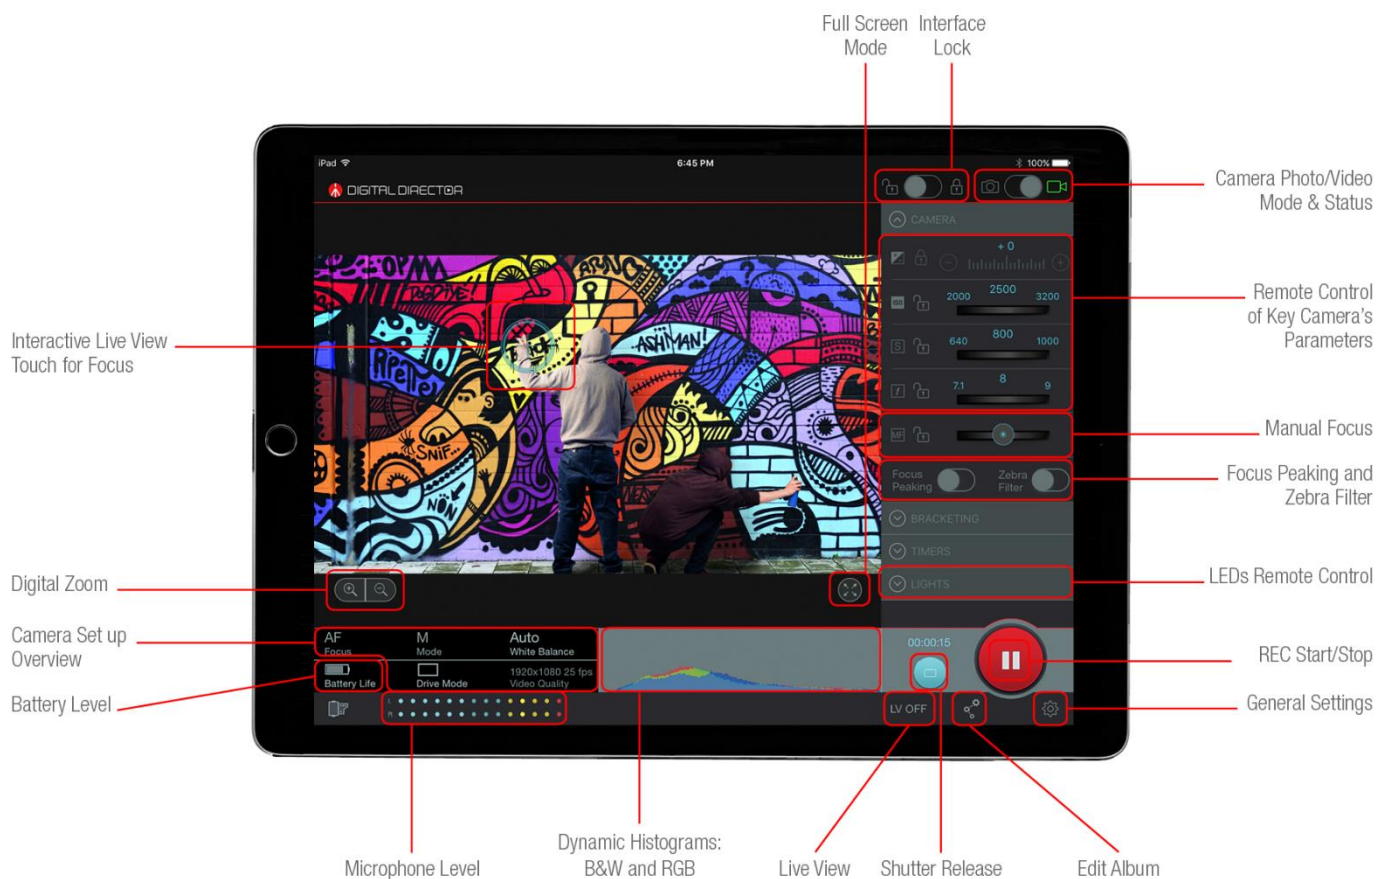 Full Screen
Mode
Interface
Lock
iPad
6:45 PM
100%
DIGITAL DIRECTOR
Camera Photo/Video
Mode & Status
CAMERA
+ 0
Remote Control
of Key Camera's
Parameters
ISO
2000 2500 3200
S
640 800 1000
f
7.1 8 9
Interactive Live View
Touch for Focus
ASHMAN!
SNIF...
NON
MF
Manual Focus
Focus
Peaking
Zebra
Filter
Focus Peaking and
Zebra Filter
BRACKETING
TIMERS
LIGHTS
LEDs Remote Control
Digital Zoom
Camera Set up
Overview
AF
Focus
M
Mode
Auto
White Balance
Battery Life
Drive Mode
1920x1080 25 fps
Video Quality
00:00:15
REC Start/Stop
Battery Level
L
R
LV OFF
General Settings
Microphone Level
Dynamic Histograms:
B&W and RGB
Live View
Shutter Release
Edit Album